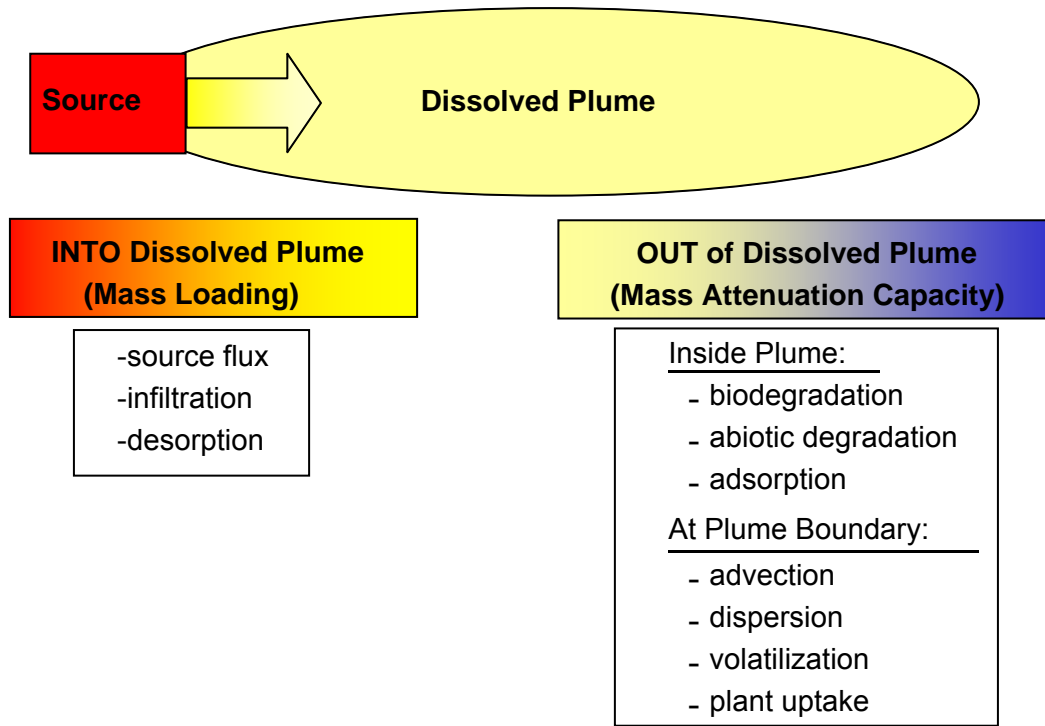 Source
Dissolved Plume
INTO Dissolved Plume
(Mass Loading)
-source flux
-infiltration
-desorption
OUT of Dissolved Plume
(Mass Attenuation Capacity)
Inside Plume:
- biodegradation
- abiotic degradation
- adsorption
At Plume Boundary:
- advection
- dispersion
- volatilization
- plant uptake